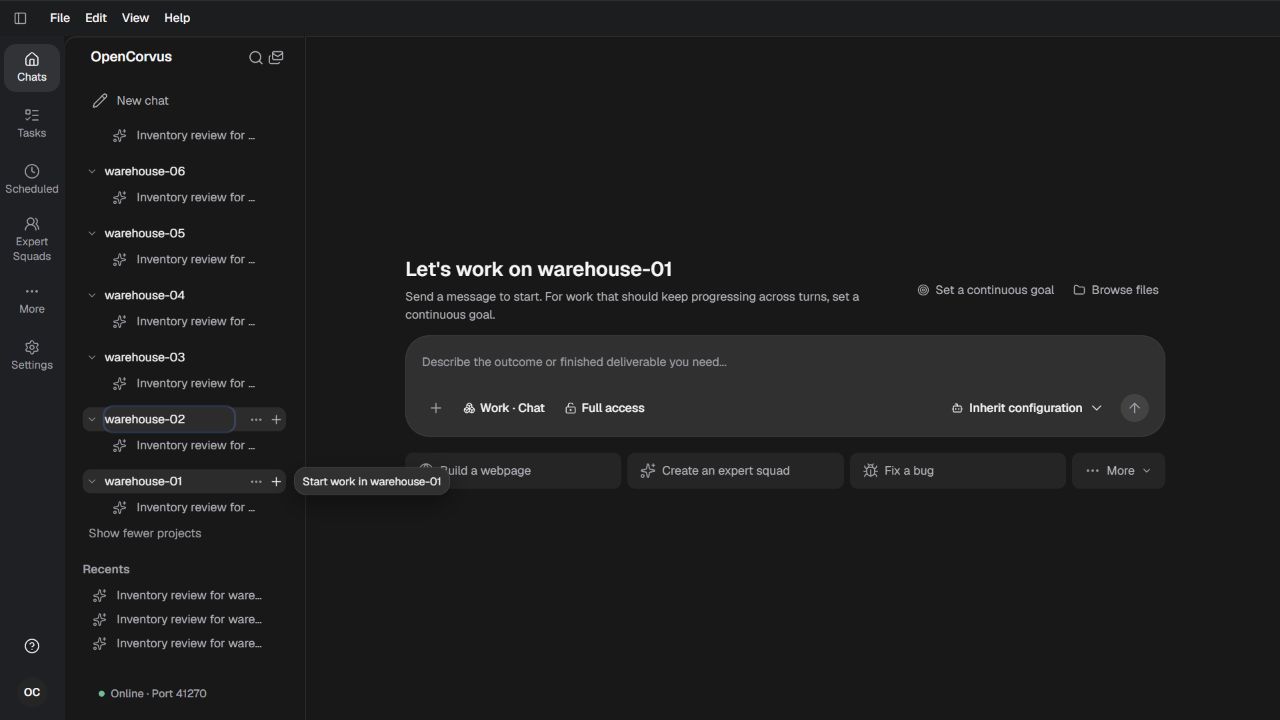 File Edit View Help
Chats
Tasks
Scheduled
Expert
Squads
More
Settings
OC
OpenCorvus
New chat
Inventory review for ...
warehouse-06
Inventory review for ...
warehouse-05
Inventory review for ...
warehouse-04
Inventory review for ...
warehouse-03
Inventory review for ...
warehouse-02
Inventory review for ...
warehouse-01
Start work in warehouse-01
Inventory review for ...
Show fewer projects
Recents
Inventory review for ware...
Inventory review for ware...
Inventory review for ware...
Online · Port 41270
Let's work on warehouse-01
Send a message to start. For work that should keep progressing across turns, set a
continuous goal.
Set a continuous goal
Browse files
Describe the outcome or finished deliverable you need...
Work · Chat
Full access
Inherit configuration
Build a webpage
Create an expert squad
Fix a bug
More